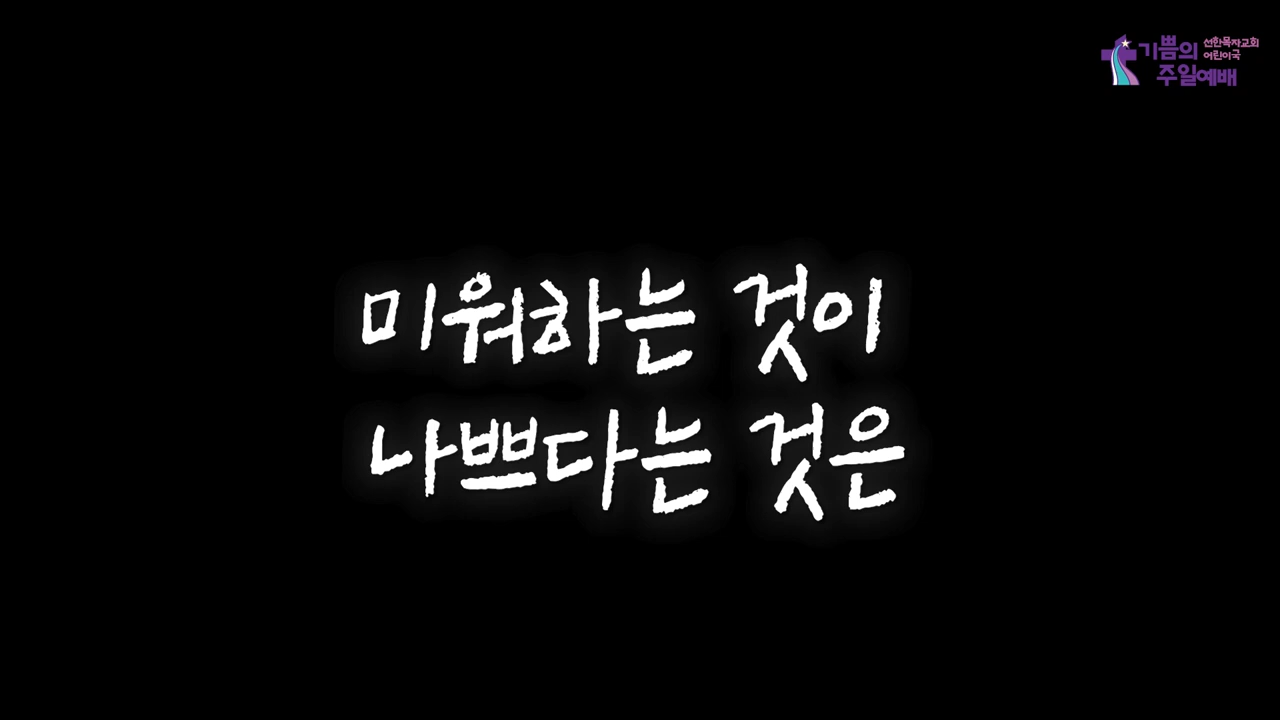 기쁨의
주일예배
선한목자교회
어린이국
미워하는 것이
나쁘다는 것은